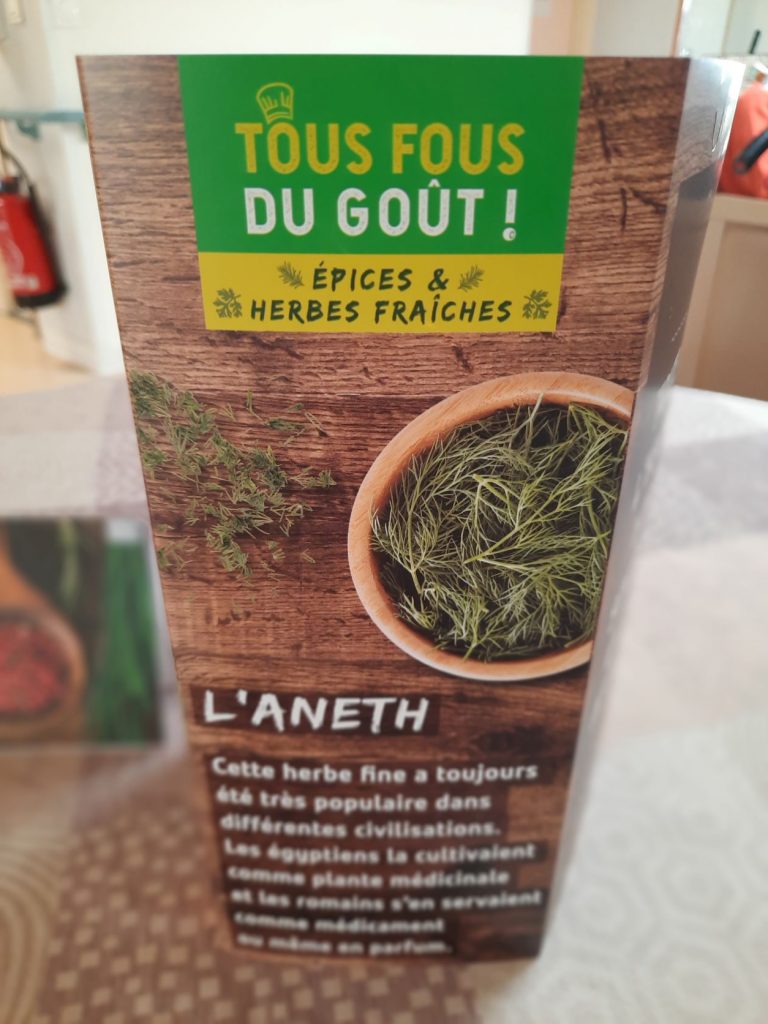 TOUS FOUS
DU GOÛT !
ÉPICES &
HERBES FRAÎCHES
L'ANETH
Cette herbe fine a toujours
été très populaire dans
différentes civilisations.
Les égyptiens la cultivaient
comme plante médicinale
et les romains s'en servaient
comme médicament
ou même en parfum.